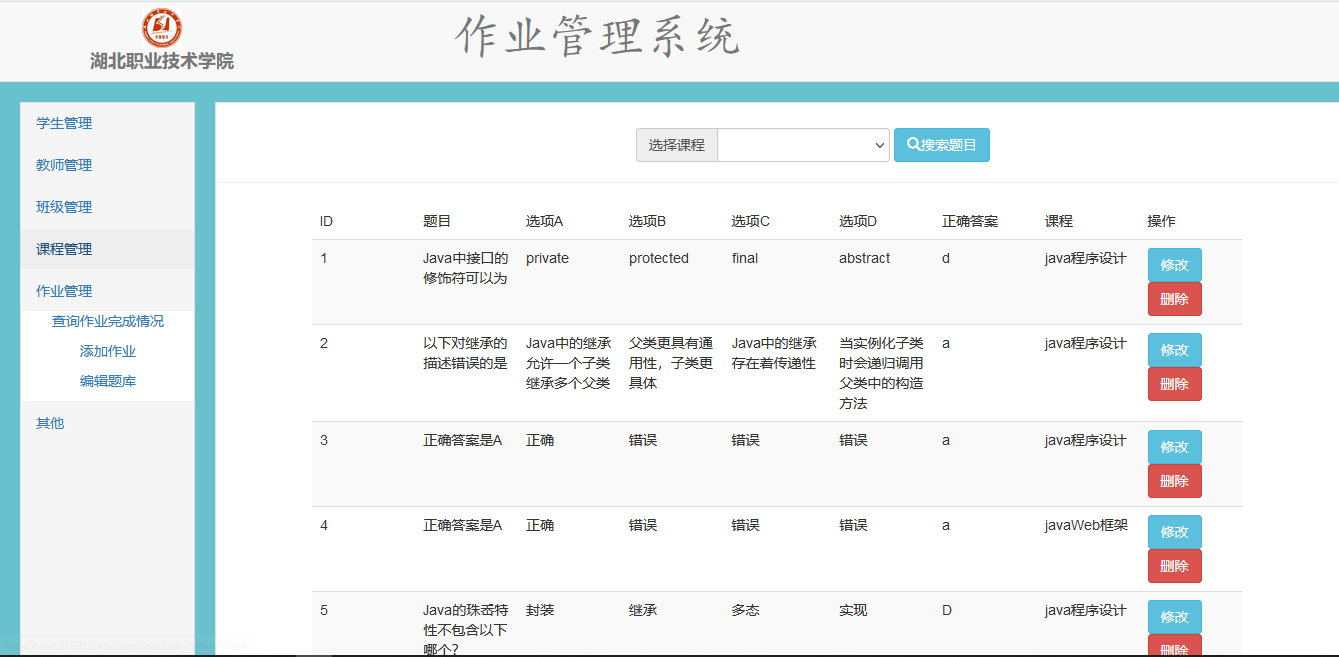 湖北职业技术学院
作业管理系统
学生管理
教师管理
班级管理
课程管理
作业管理
查询作业完成情况
添加作业
编辑题库
其他
选择课程 搜索题目
ID 题目 选项A 选项B 选项C 选项D 正确答案 课程 操作
1 Java中接口的 private protected final abstract d java程序设计 修改
修饰符可以为 删除
2 以下对继承的 Java中的继承 父类更具有通 Java中的继承 当实例化子类 a java程序设计 修改
描述错误的是 允许一个子类 用性，子类更 存在着传递性 时会递归调用 删除
继承多个父类 具体 父类中的构造
方法
3 正确答案是A 正确 错误 错误 错误 a java程序设计 修改
删除
4 正确答案是A 正确 错误 错误 错误 a javaWeb框架 修改
删除
5 Java的珠岙特 封装 继承 多态 实现 D java程序设计 修改
性不包含以下 删除
哪个?